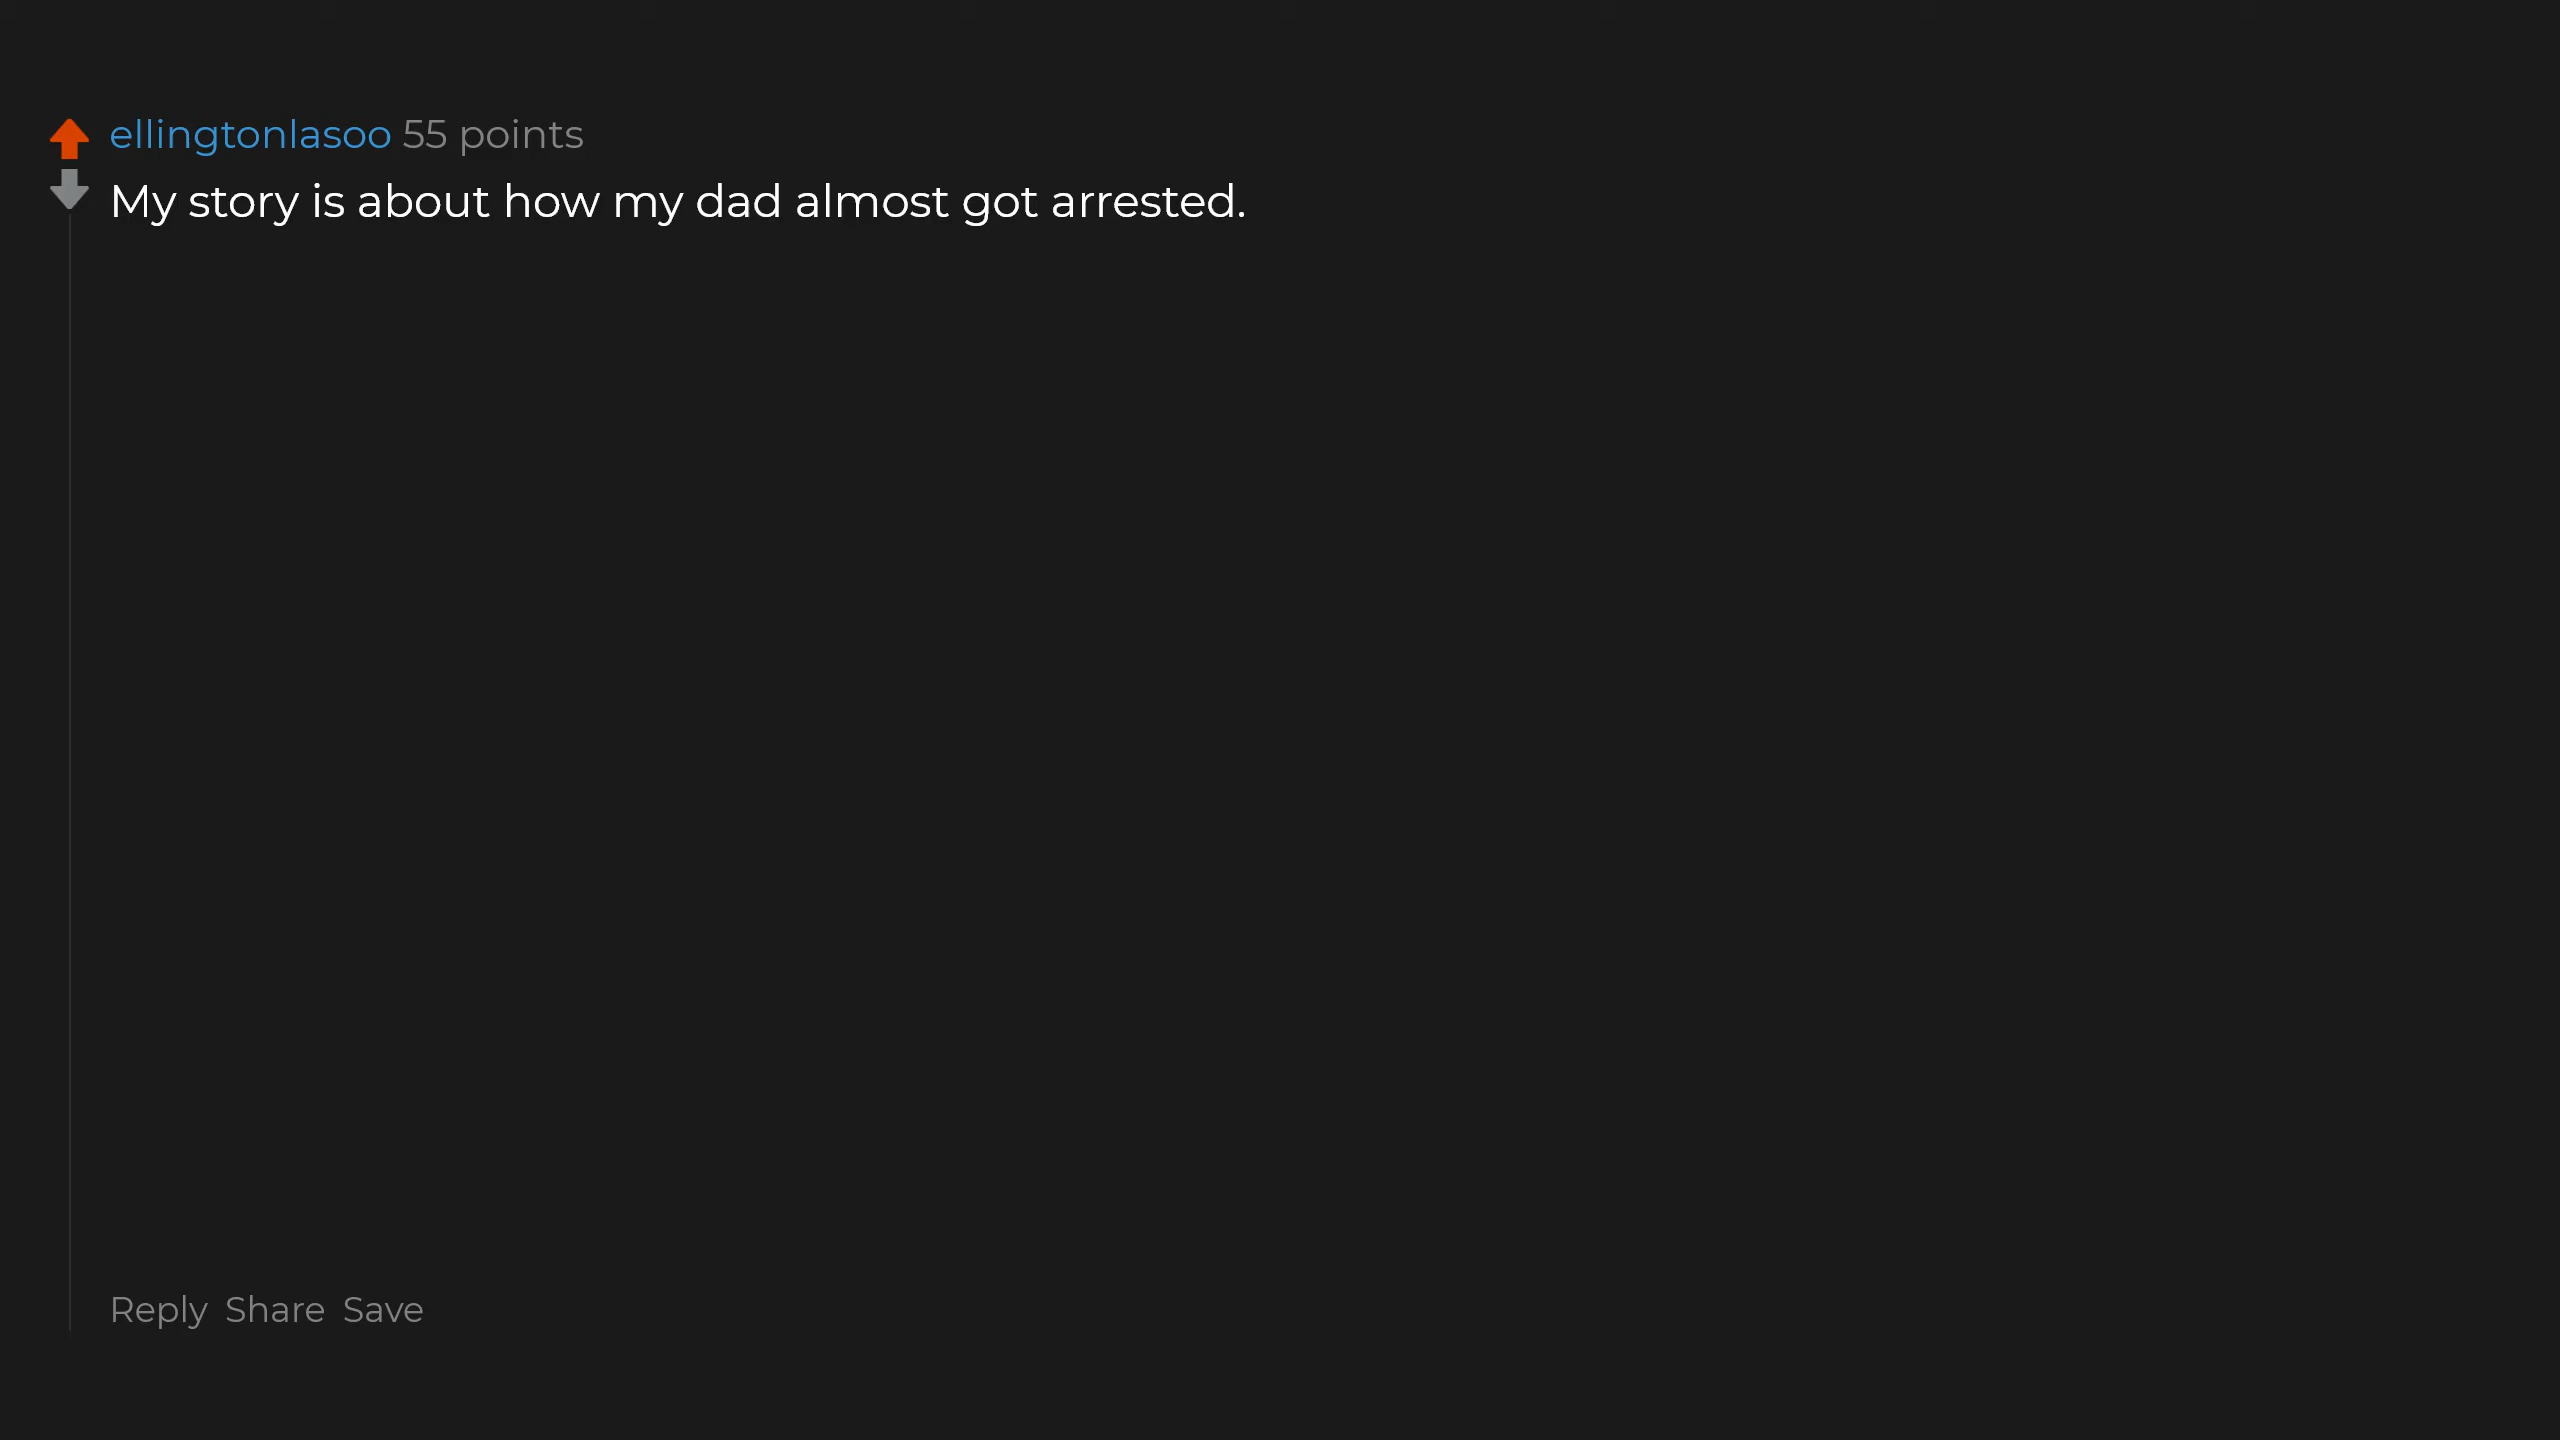 ellingtonlasoo 55 points
My story is about how my dad almost got arrested.
Reply Share Save